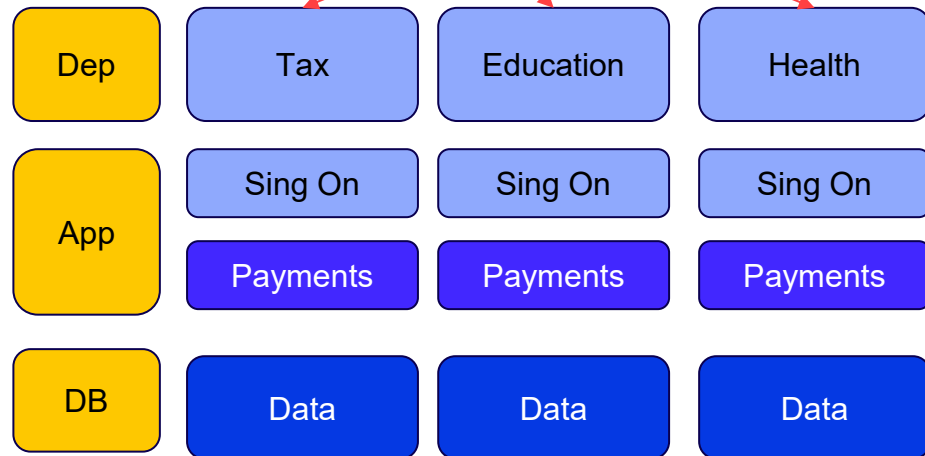 Dep
Tax
Education
Health
App
Sing On
Sing On
Sing On
Payments
Payments
Payments
DB
Data
Data
Data